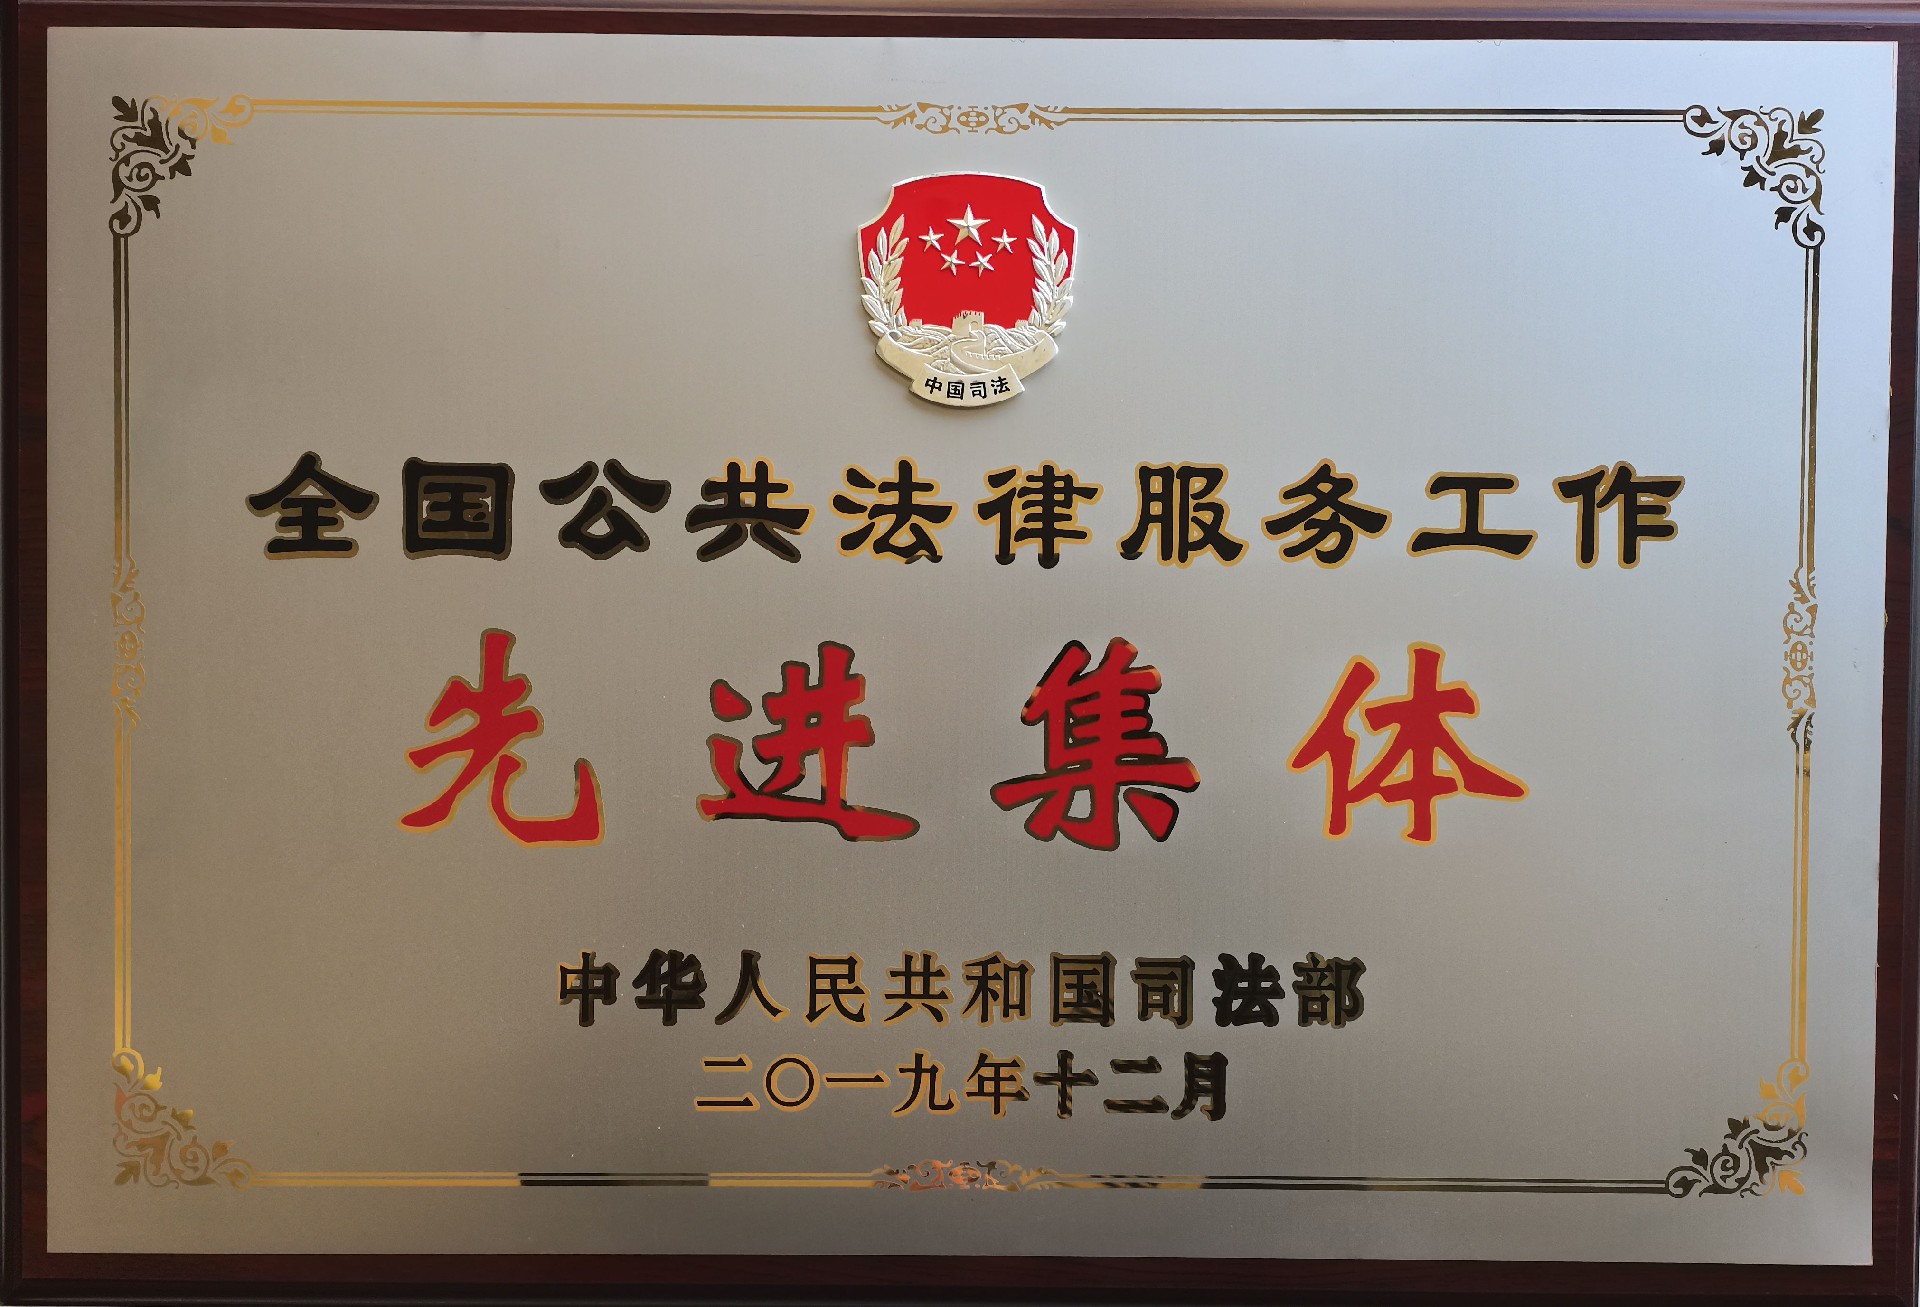 中国司法
全国公共法律服务工作
先进集体
中华人民共和国司法部
二〇一九年十二月